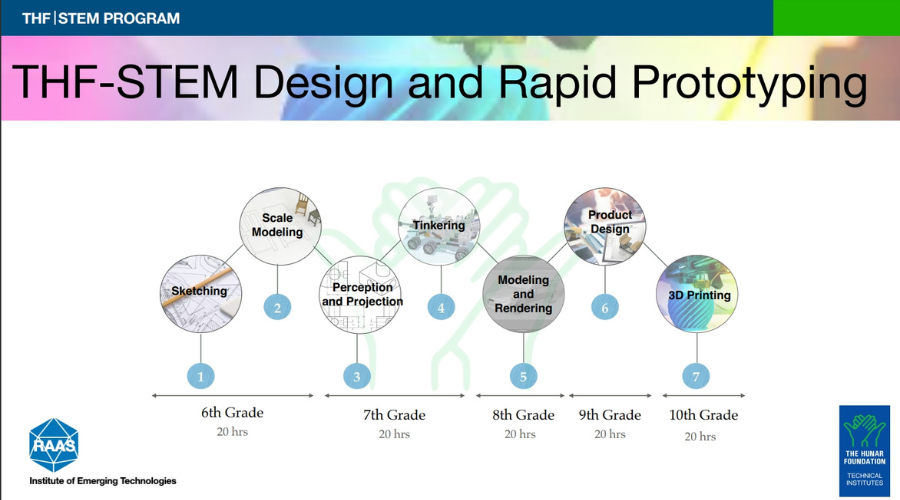 THF|STEM PROGRAM
THF-STEM Design and Rapid Prototyping
Sketching
1
Scale
Modeling
2
Perception
and Projection
3
Tinkering
4
Modeling
and
Rendering
5
Product
Design
6
3D Printing
7
6th Grade
20 hrs
7th Grade
20 hrs
8th Grade
20 hrs
9th Grade
20 hrs
10th Grade
20 hrs
RAAS
Institute of Emerging Technologies
THE HUNAR
FOUNDATION
TECHNICAL
INSTITUTES